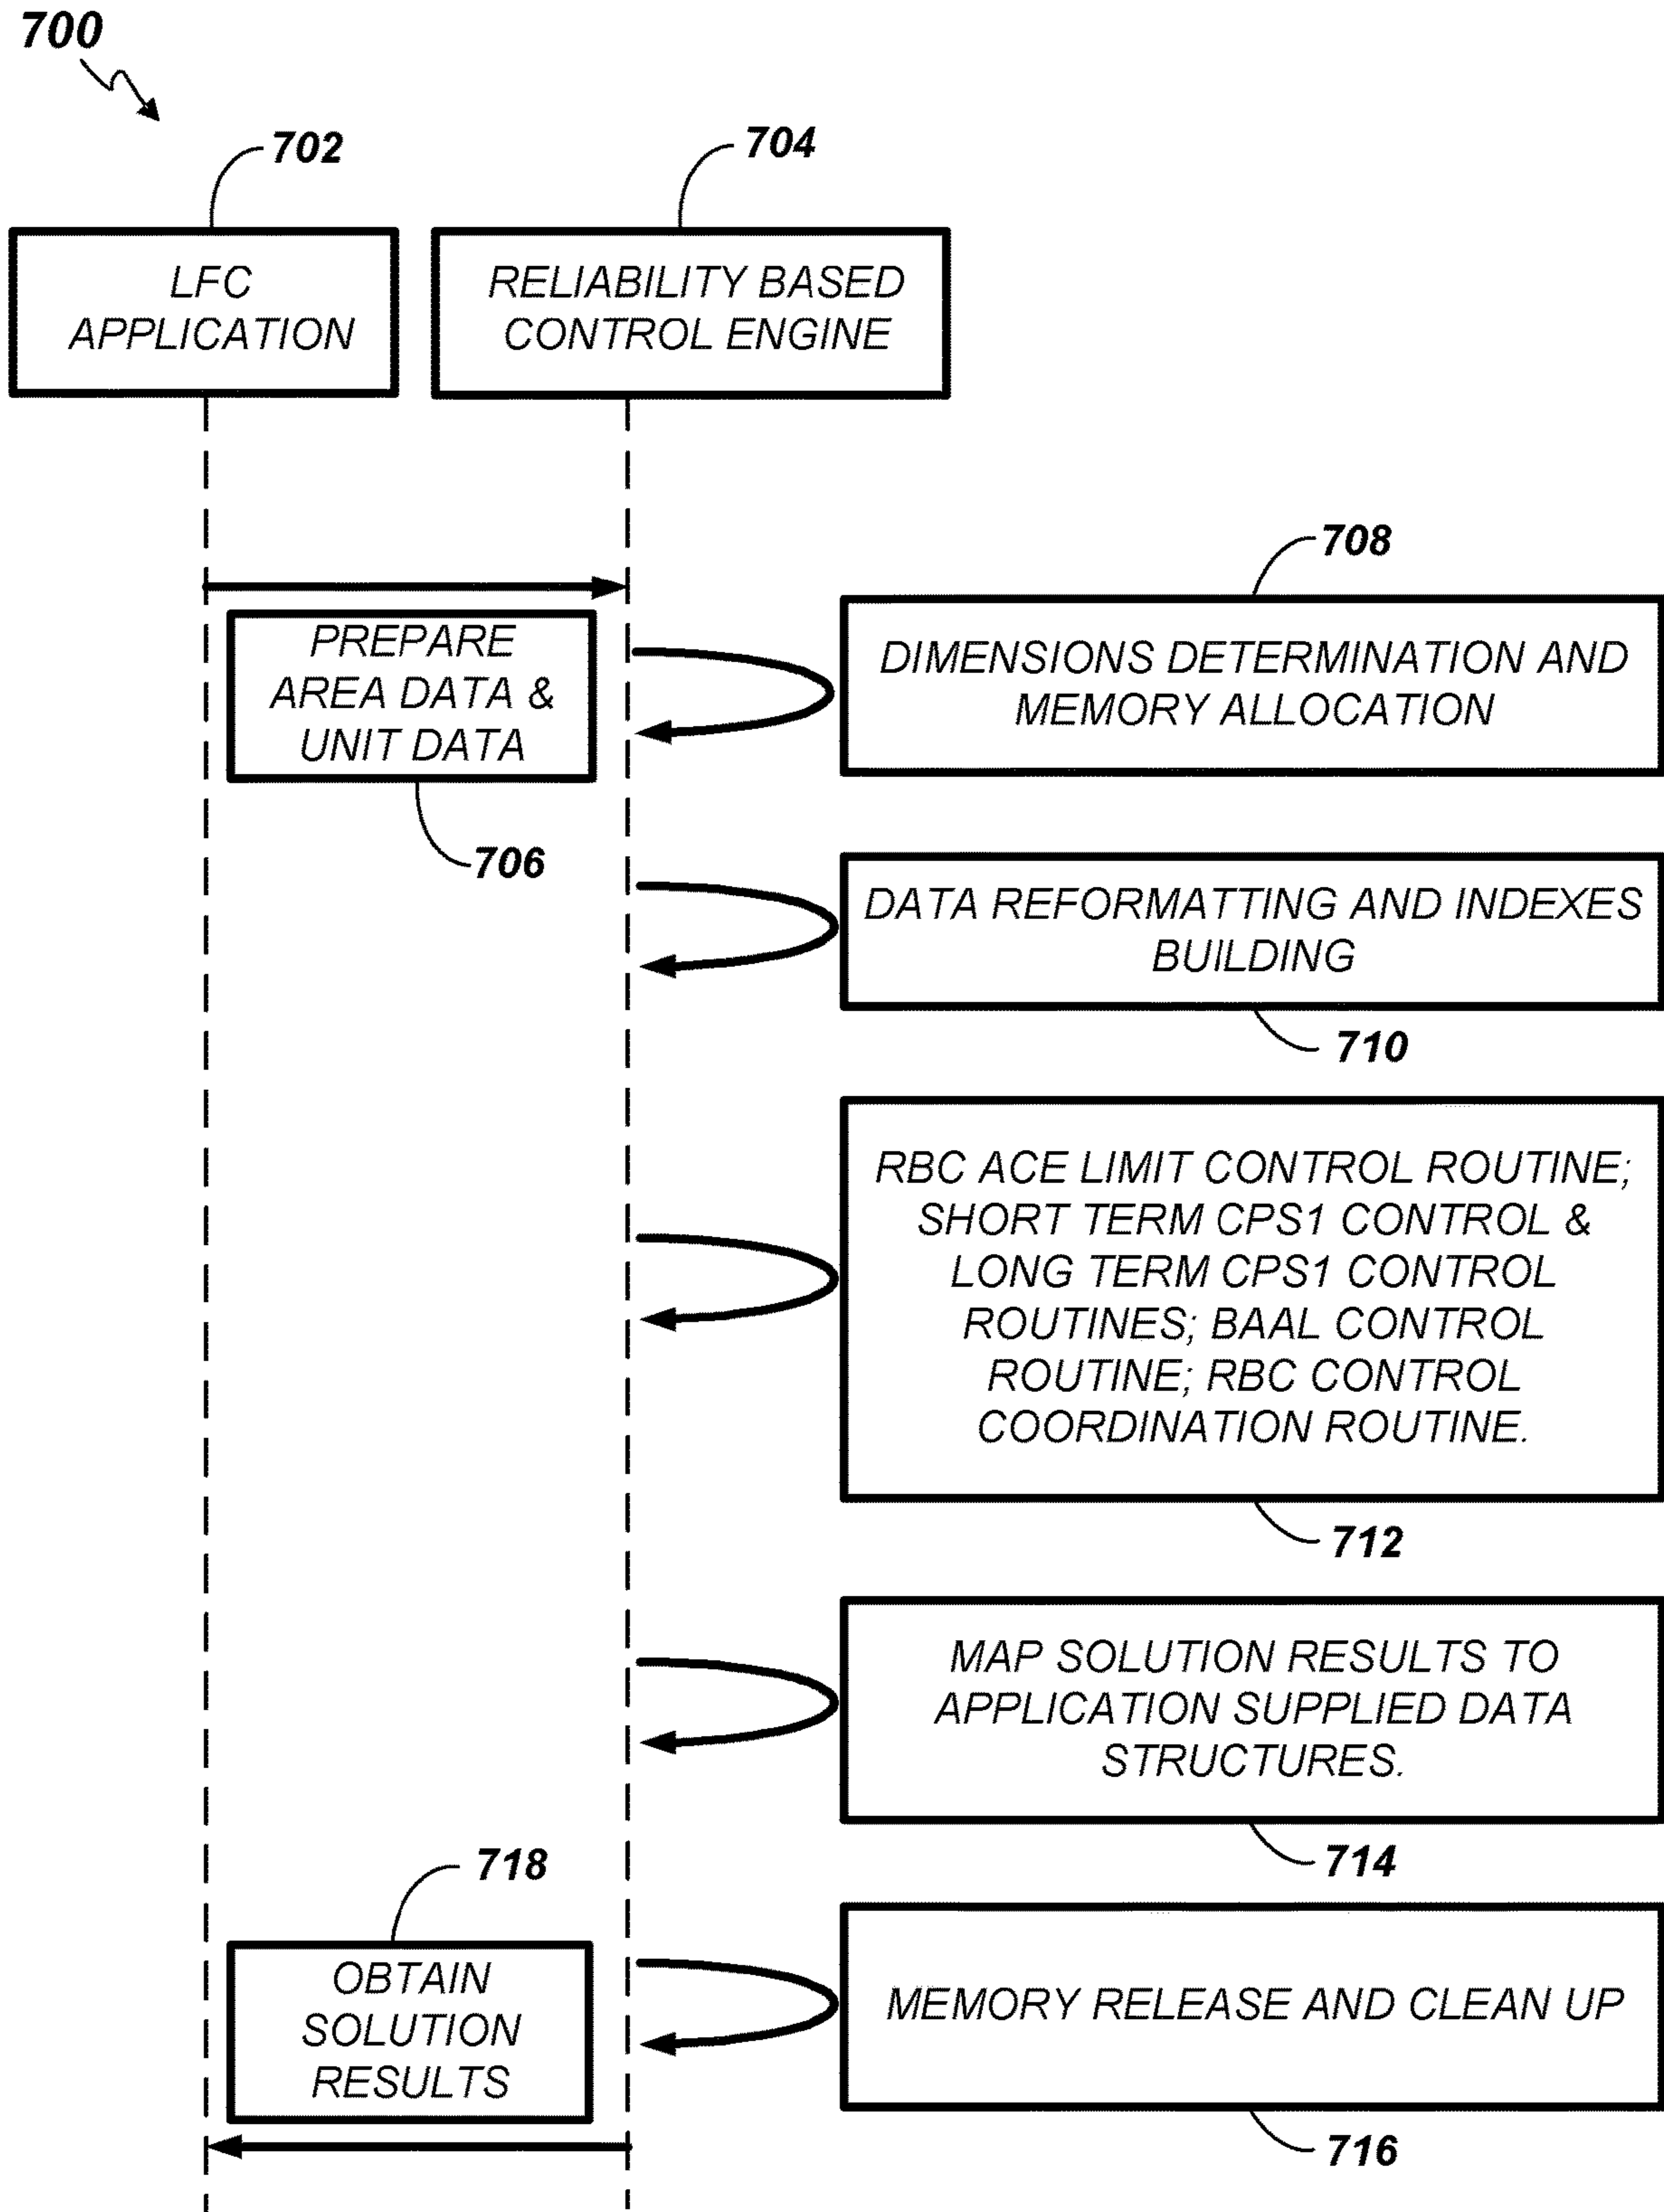 700
702
704
LFC
APPLICATION
RELIABILITY BASED
CONTROL ENGINE
708
PREPARE
AREA DATA &
UNIT DATA
706
DIMENSIONS DETERMINATION AND
MEMORY ALLOCATION
DATA REFORMATTING AND INDEXES
BUILDING
710
RBC ACE LIMIT CONTROL ROUTINE;
SHORT TERM CPS1 CONTROL &
LONG TERM CPS1 CONTROL
ROUTINES; BAAL CONTROL
ROUTINE; RBC CONTROL
COORDINATION ROUTINE.
712
MAP SOLUTION RESULTS TO
APPLICATION SUPPLIED DATA
STRUCTURES.
714
718
OBTAIN
SOLUTION
RESULTS
MEMORY RELEASE AND CLEAN UP
716